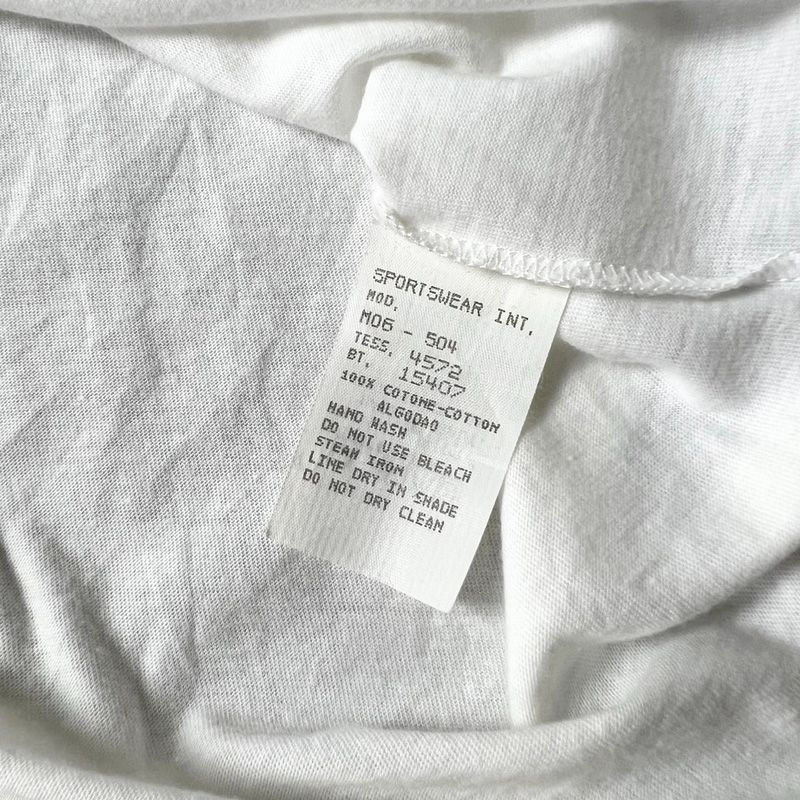 SPORTSWEAR INT.
MOD.
M06 - 504
TESS. 4572
BT. 15407
100% COTONE-COTTON
ALGODAO
HAND WASH
DO NOT USE BLEACH
STEAM IRON
LINE DRY IN SHADE
DO NOT DRY CLEAN